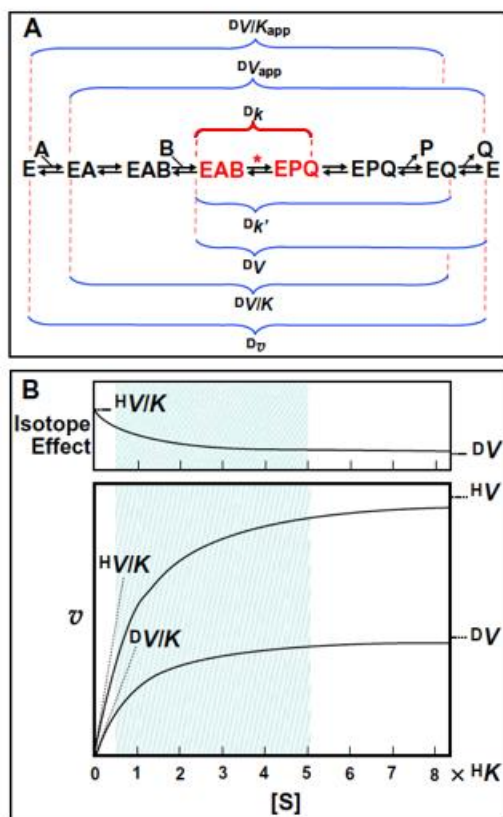 A
ᴰV/Kapp
ᴰVapp
ᴰk
E A EA EAB B EAB * EPQ EPQ P EQ Q E
ᴰk'
ᴰV
ᴰV/K
ᴰv
B
Isotope
Effect
ᴴV/K
ᴰV
ᴴV
ᴴV/K
v
ᴰV/K
ᴰV
0 1 2 3 4 5 6 7 8 × ᴴK
[S]